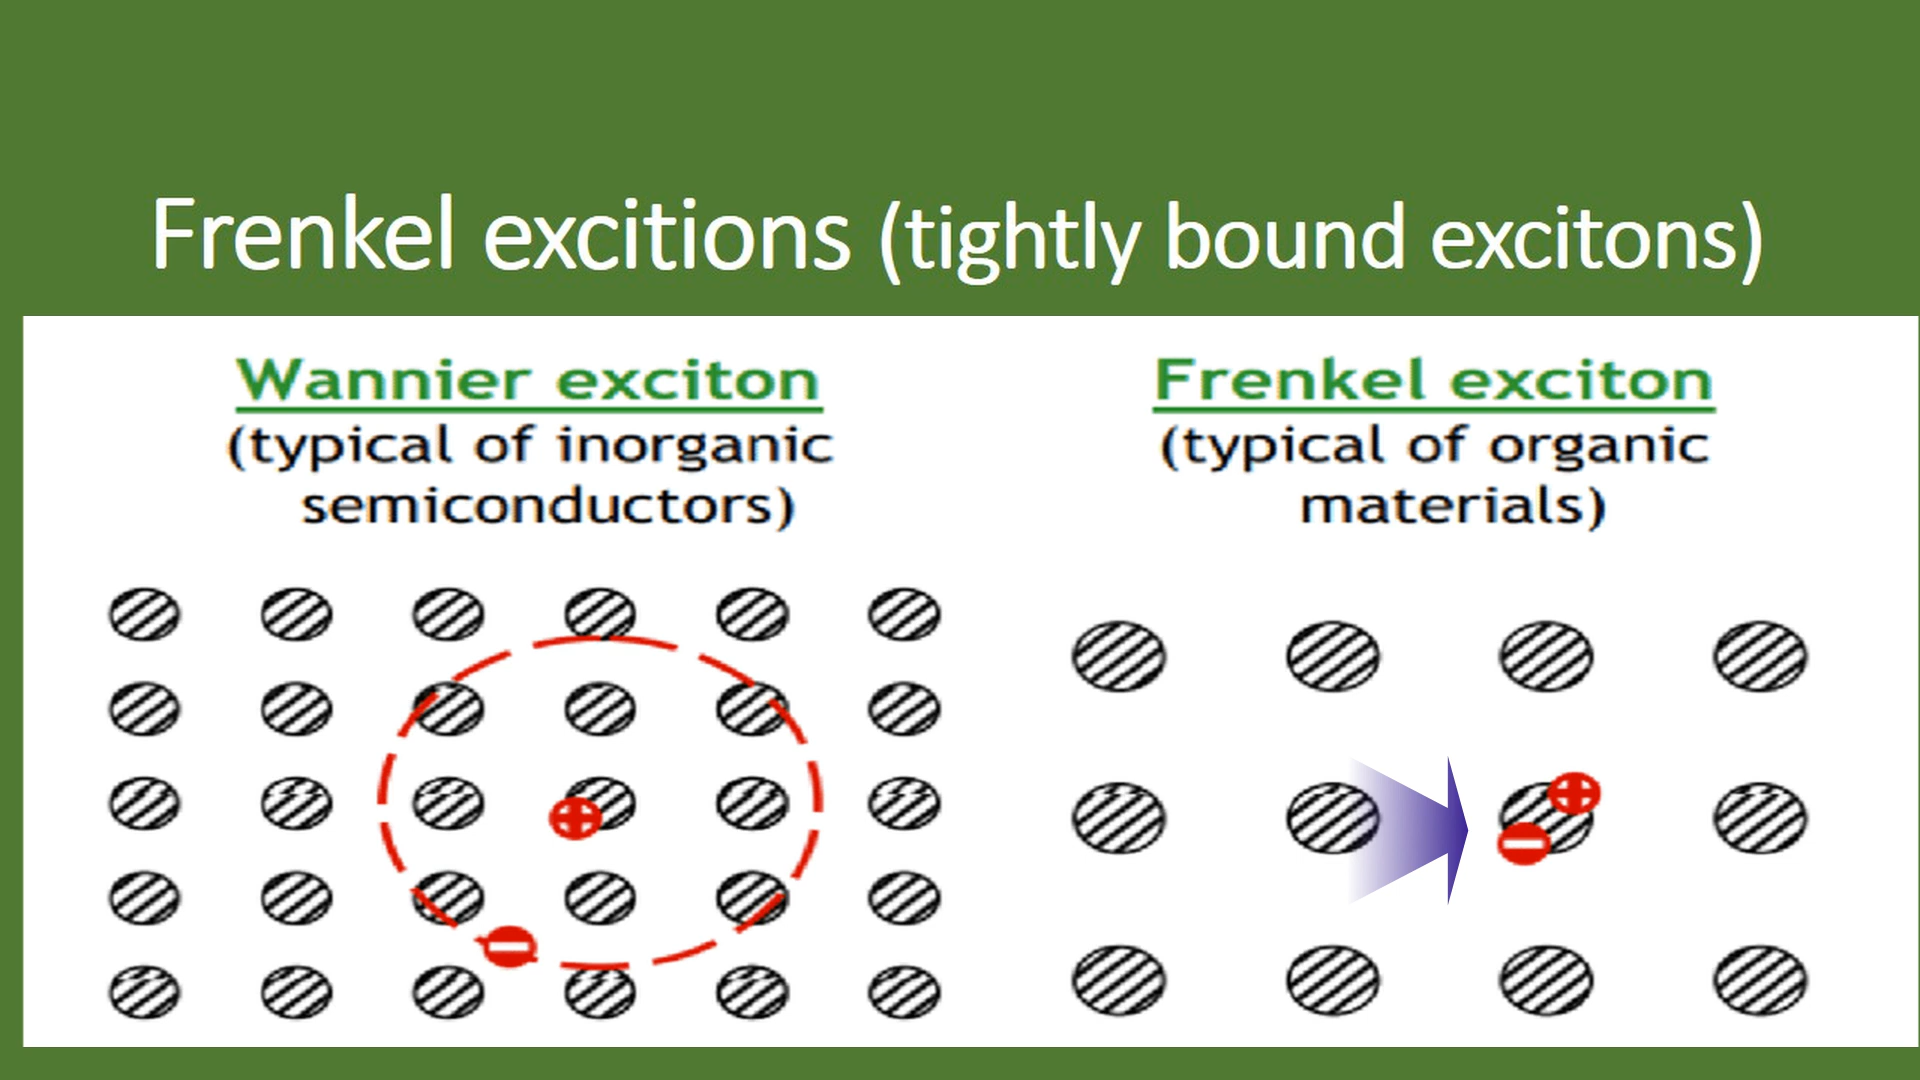 Frenkel excitions (tightly bound excitons)
Wannier exciton
(typical of inorganic
semiconductors)
Frenkel exciton
(typical of organic
materials)